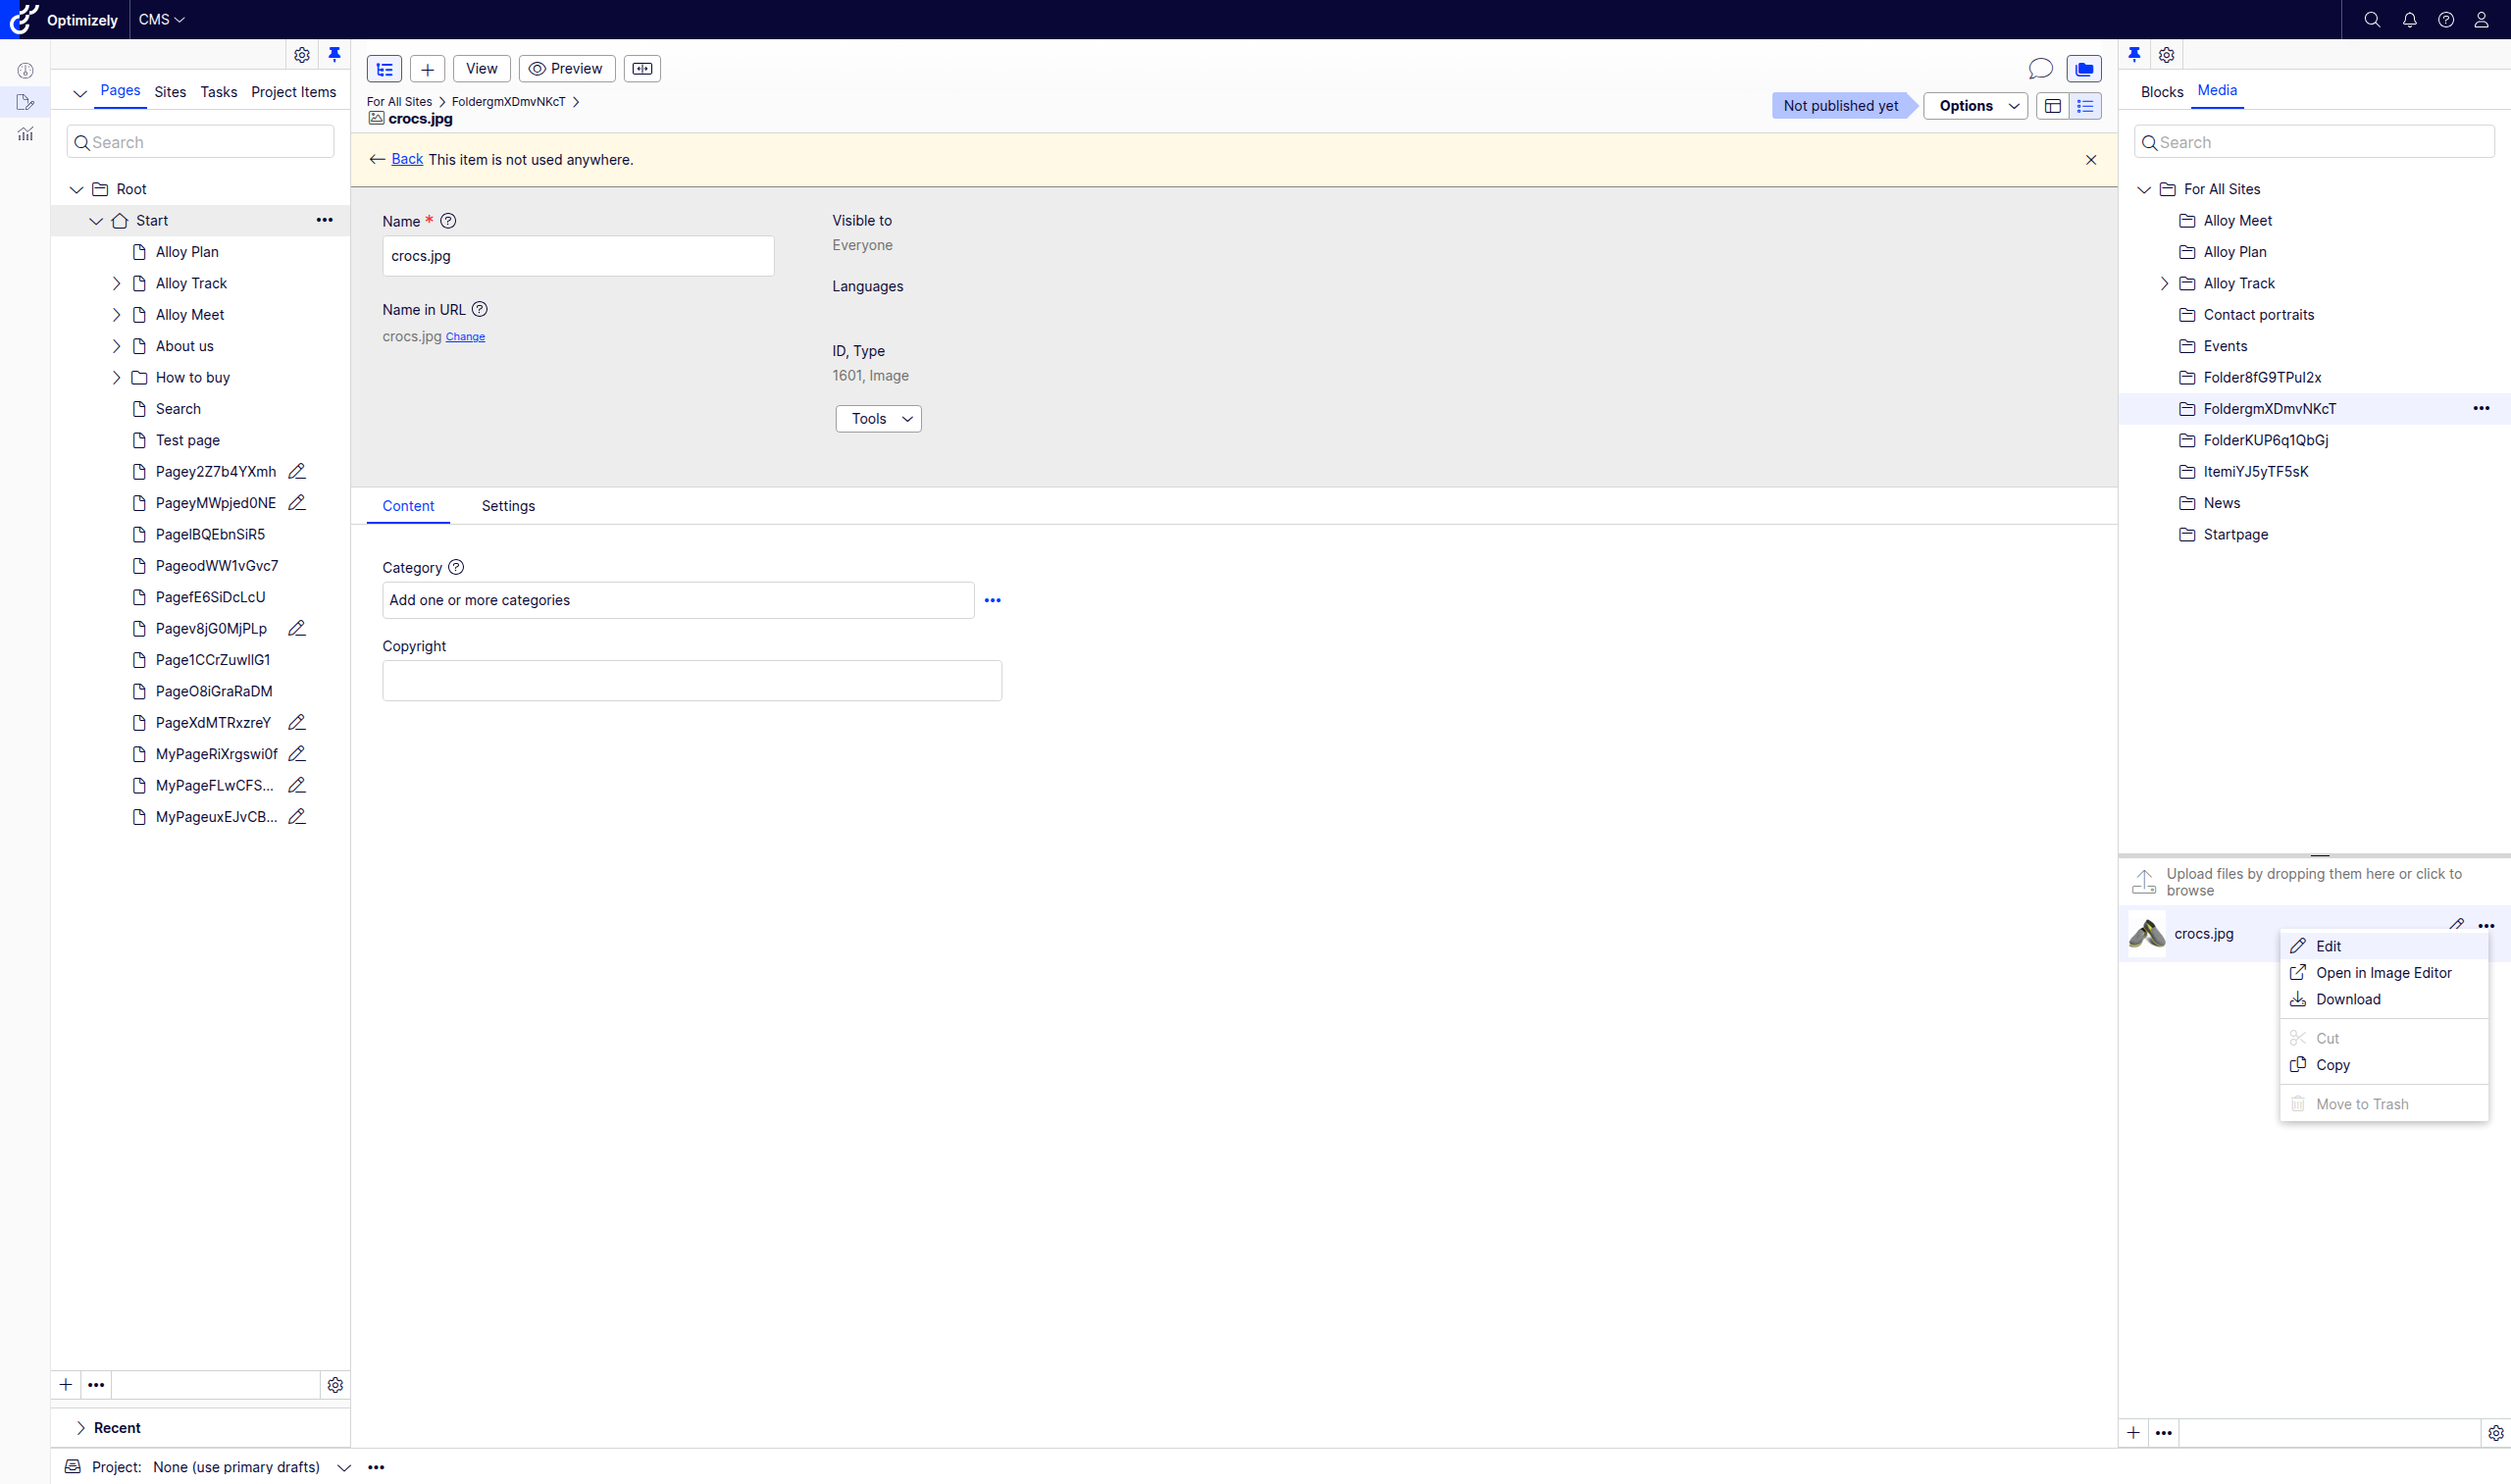 Optimizely
CMS
Pages
Sites
Tasks
Project Items
Search
Root
Start
Alloy Plan
Alloy Track
Alloy Meet
About us
How to buy
Search
Test page
Pagey2Z7b4YXmh
PageyMWpjed0NE
PagelBQEbnSiR5
PageodWW1vGvc7
PagefE6SiDcLcU
Pagev8jG0MjPLp
Page1CCrZuwllG1
PageO8iGraRaDM
PageXdMTRxzreY
MyPageRiXrgswi0f
MyPageFLwCFS...
MyPageuxEJvCB...
Recent
Project: None (use primary drafts)
View
Preview
For All Sites
FoldergmXDmvNKcT
crocs.jpg
Not published yet
Options
Back This item is not used anywhere.
Name *
crocs.jpg
Name in URL
crocs.jpg Change
Visible to
Everyone
Languages
ID, Type
1601, Image
Tools
Content
Settings
Category
Add one or more categories
Copyright
Blocks
Media
Search
For All Sites
Alloy Meet
Alloy Plan
Alloy Track
Contact portraits
Events
Folder8fG9TPuI2x
FoldergmXDmvNKcT
FolderKUP6q1QbGj
ItemiYJ5yTF5sK
News
Startpage
Upload files by dropping them here or click to
browse
crocs.jpg
Edit
Open in Image Editor
Download
Cut
Copy
Move to Trash